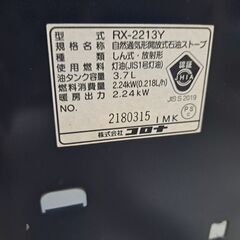 型式 RX-2213Y
規格名称 自然通気形開放式石油ストーブ
種類 しん式・放射形
使用燃料 灯油(JIS1号灯油)
油タンク容量 3.7L
燃料消費量 2.24kW(0.218L/h)
暖房出力 2.24kW
NO. 2180315 IMK
株式会社 コロナ
認証
JHIA
JIS S 2019
PS